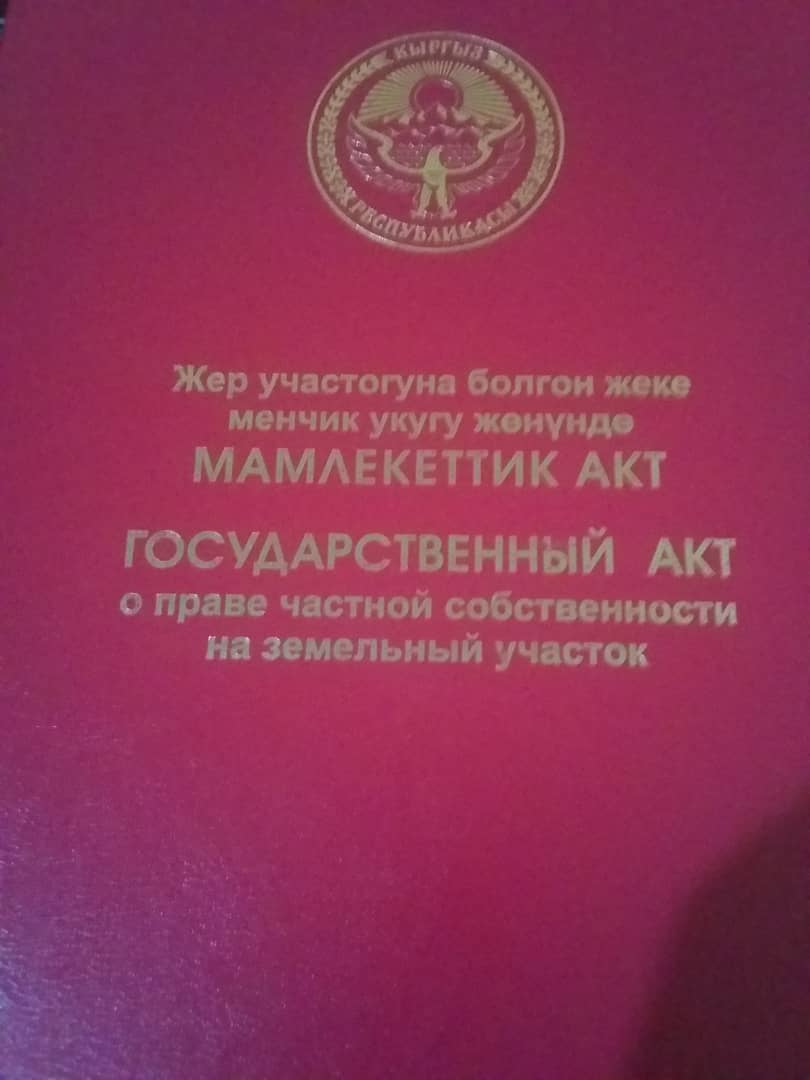 КЫРГЫЗ
РЕСПУБЛИКАСЫ
Жер участогуна болгон жеке
менчик укугу жөнүндө
МАМЛЕКЕТТИК АКТ
ГОСУДАРСТВЕННЫЙ АКТ
о праве частной собственности
на земельный участок